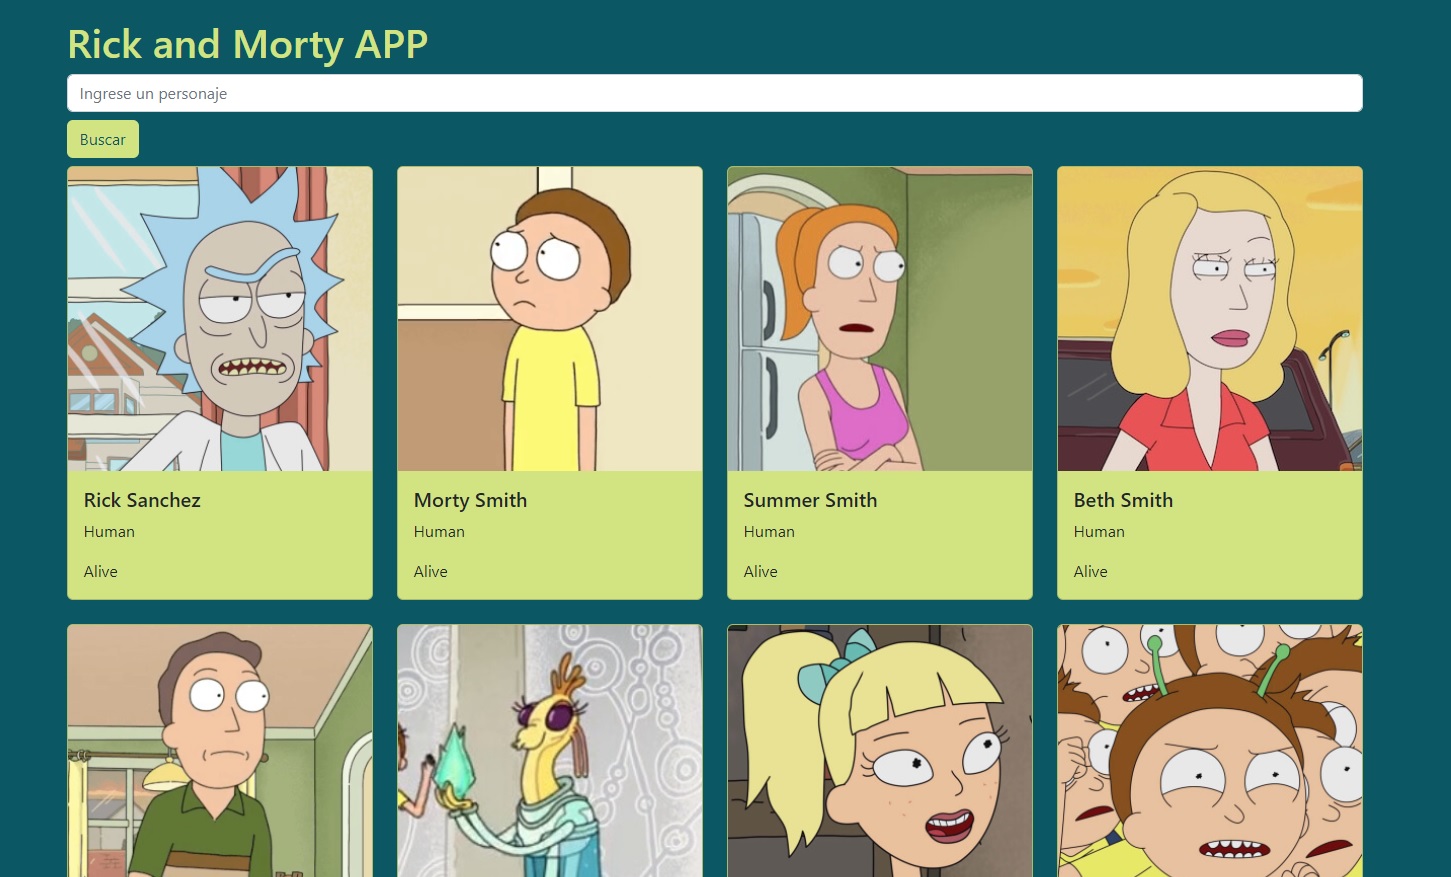 Rick and Morty APP
Ingrese un personaje
Buscar
Rick Sanchez
Human
Alive
Morty Smith
Human
Alive
Summer Smith
Human
Alive
Beth Smith
Human
Alive